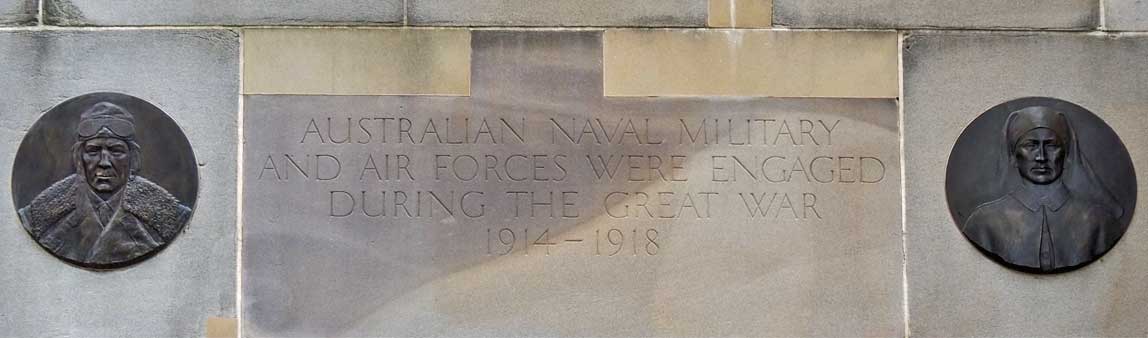 AUSTRALIAN NAVAL MILITARY
AND AIR FORCES WERE ENGAGED
DURING THE GREAT WAR
1914–1918